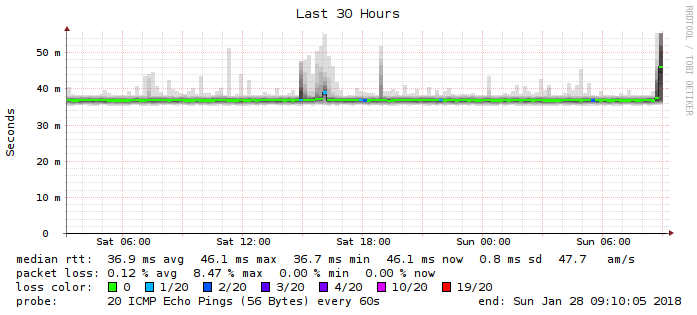 Last 30 Hours
RRDTOOL / TOBI OETIKER
Seconds
50 m
40 m
30 m
20 m
10 m
0
Sat 06:00 Sat 12:00 Sat 18:00 Sun 00:00 Sun 06:00
median rtt: 36.9 ms avg 46.1 ms max 36.7 ms min 46.1 ms now 0.8 ms sd 47.7 am/s
packet loss: 0.12 % avg 8.47 % max 0.00 % min 0.00 % now
loss color: 0 1/20 2/20 3/20 4/20 10/20 19/20
probe: 20 ICMP Echo Pings (56 Bytes) every 60s end: Sun Jan 28 09:10:05 2018